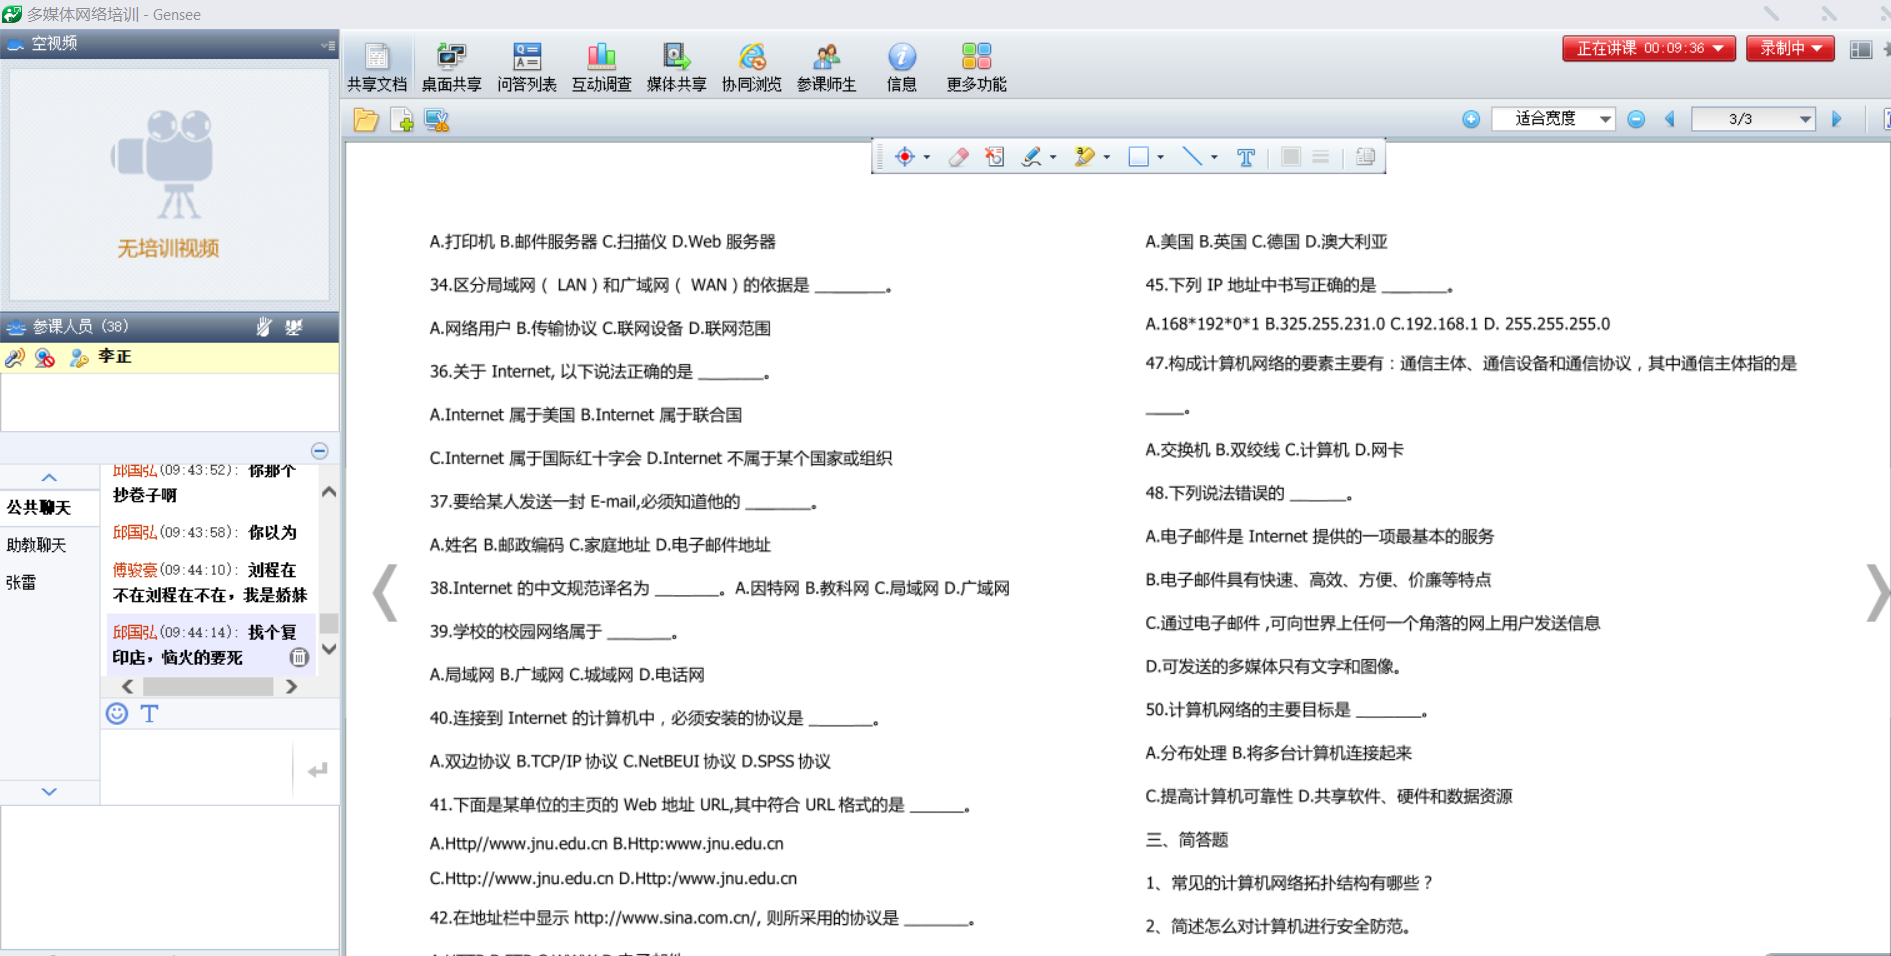 多媒体网络培训 - Gensee
空视频
无培训视频
参课人员 (38)
李正
邱国弘(09:43:52): 你那个
抄卷子啊
邱国弘(09:43:58): 你以为
傅骏豪(09:44:10): 刘程在
不在刘程在不在，我是娇妹
邱国弘(09:44:14): 找个复
印店，恼火的要死
公共聊天
助教聊天
张雷
共享文档 桌面共享 问答列表 互动调查 媒体共享 协同浏览 参课师生 信息 更多功能
正在讲课 00:09:36 录制中
适合宽度 3/3
A.打印机 B.邮件服务器 C.扫描仪 D.Web 服务器
34.区分局域网（ LAN ）和广域网（ WAN ）的依据是 ________。
A.网络用户 B.传输协议 C.联网设备 D.联网范围
36.关于 Internet, 以下说法正确的是 _______。
A.Internet 属于美国 B.Internet 属于联合国
C.Internet 属于国际红十字会 D.Internet 不属于某个国家或组织
37.要给某人发送一封 E-mail,必须知道他的 _______。
A.姓名 B.邮政编码 C.家庭地址 D.电子邮件地址
38.Internet 的中文规范译名为 _______。A.因特网 B.教科网 C.局域网 D.广域网
39.学校的校园网络属于 _______。
A.局域网 B.广域网 C.城域网 D.电话网
40.连接到 Internet 的计算机中，必须安装的协议是 _______。
A.双边协议 B.TCP/IP 协议 C.NetBEUI 协议 D.SPSS 协议
41.下面是某单位的主页的 Web 地址 URL,其中符合 URL 格式的是 ______。
A.Http//www.jnu.edu.cn B.Http:www.jnu.edu.cn
C.Http://www.jnu.edu.cn D.Http:/www.jnu.edu.cn
42.在地址栏中显示 http://www.sina.com.cn/, 则所采用的协议是 _______。
A.美国 B.英国 C.德国 D.澳大利亚
45.下列 IP 地址中书写正确的是 _______。
A.168*192*0*1 B.325.255.231.0 C.192.168.1 D. 255.255.255.0
47.构成计算机网络的要素主要有：通信主体、通信设备和通信协议，其中通信主体指的是
____。
A.交换机 B.双绞线 C.计算机 D.网卡
48.下列说法错误的 ______。
A.电子邮件是 Internet 提供的一项最基本的服务
B.电子邮件具有快速、高效、方便、价廉等特点
C.通过电子邮件 ,可向世界上任何一个角落的网上用户发送信息
D.可发送的多媒体只有文字和图像。
50.计算机网络的主要目标是 _______。
A.分布处理 B.将多台计算机连接起来
C.提高计算机可靠性 D.共享软件、硬件和数据资源
三、简答题
1、常见的计算机网络拓扑结构有哪些？
2、简述怎么对计算机进行安全防范。